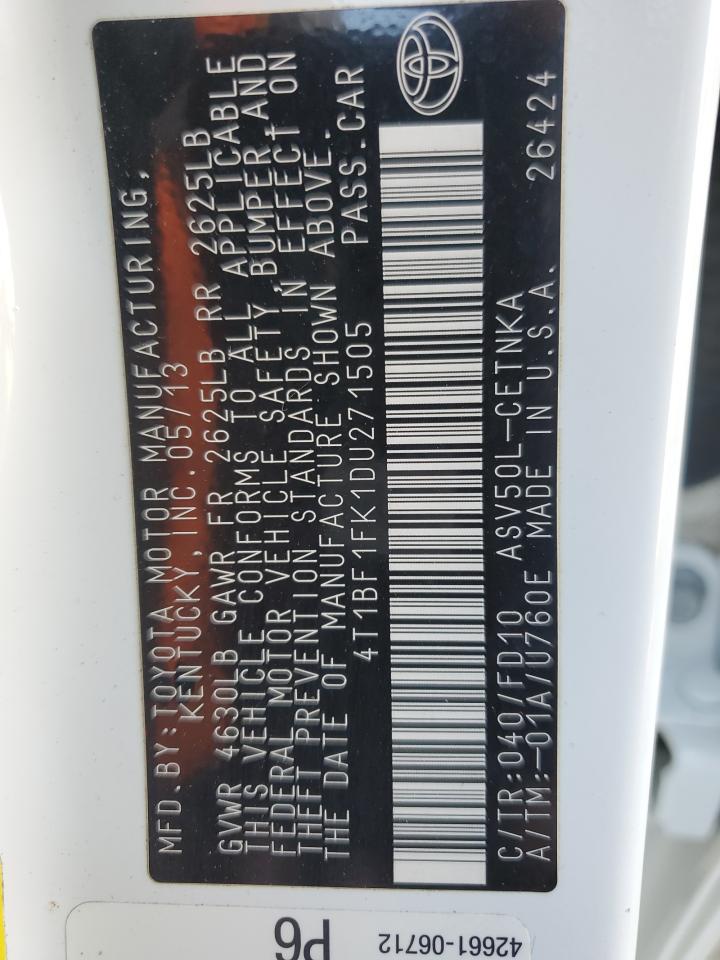 MFD.BY:TOYOTA MOTOR MANUFACTURING,
KENTUCKY,INC.05/13
GVWR 4630LB GAWR FR 2625LB RR 2625LB
THIS VEHICLE CONFORMS TO ALL APPLICABLE
FEDERAL MOTOR VEHICLE SAFETY,BUMPER,AND
THEFT PREVENTION STANDARDS IN EFFECT ON
THE DATE OF MANUFACTURE SHOWN ABOVE.
4T1BF1FK1DU271505 PASS.CAR
C/TR:040/FD10 ASV50L-CETNKA
A/TM:-01A/U760E MADE IN U.S.A. 26424
P6
42661-06712